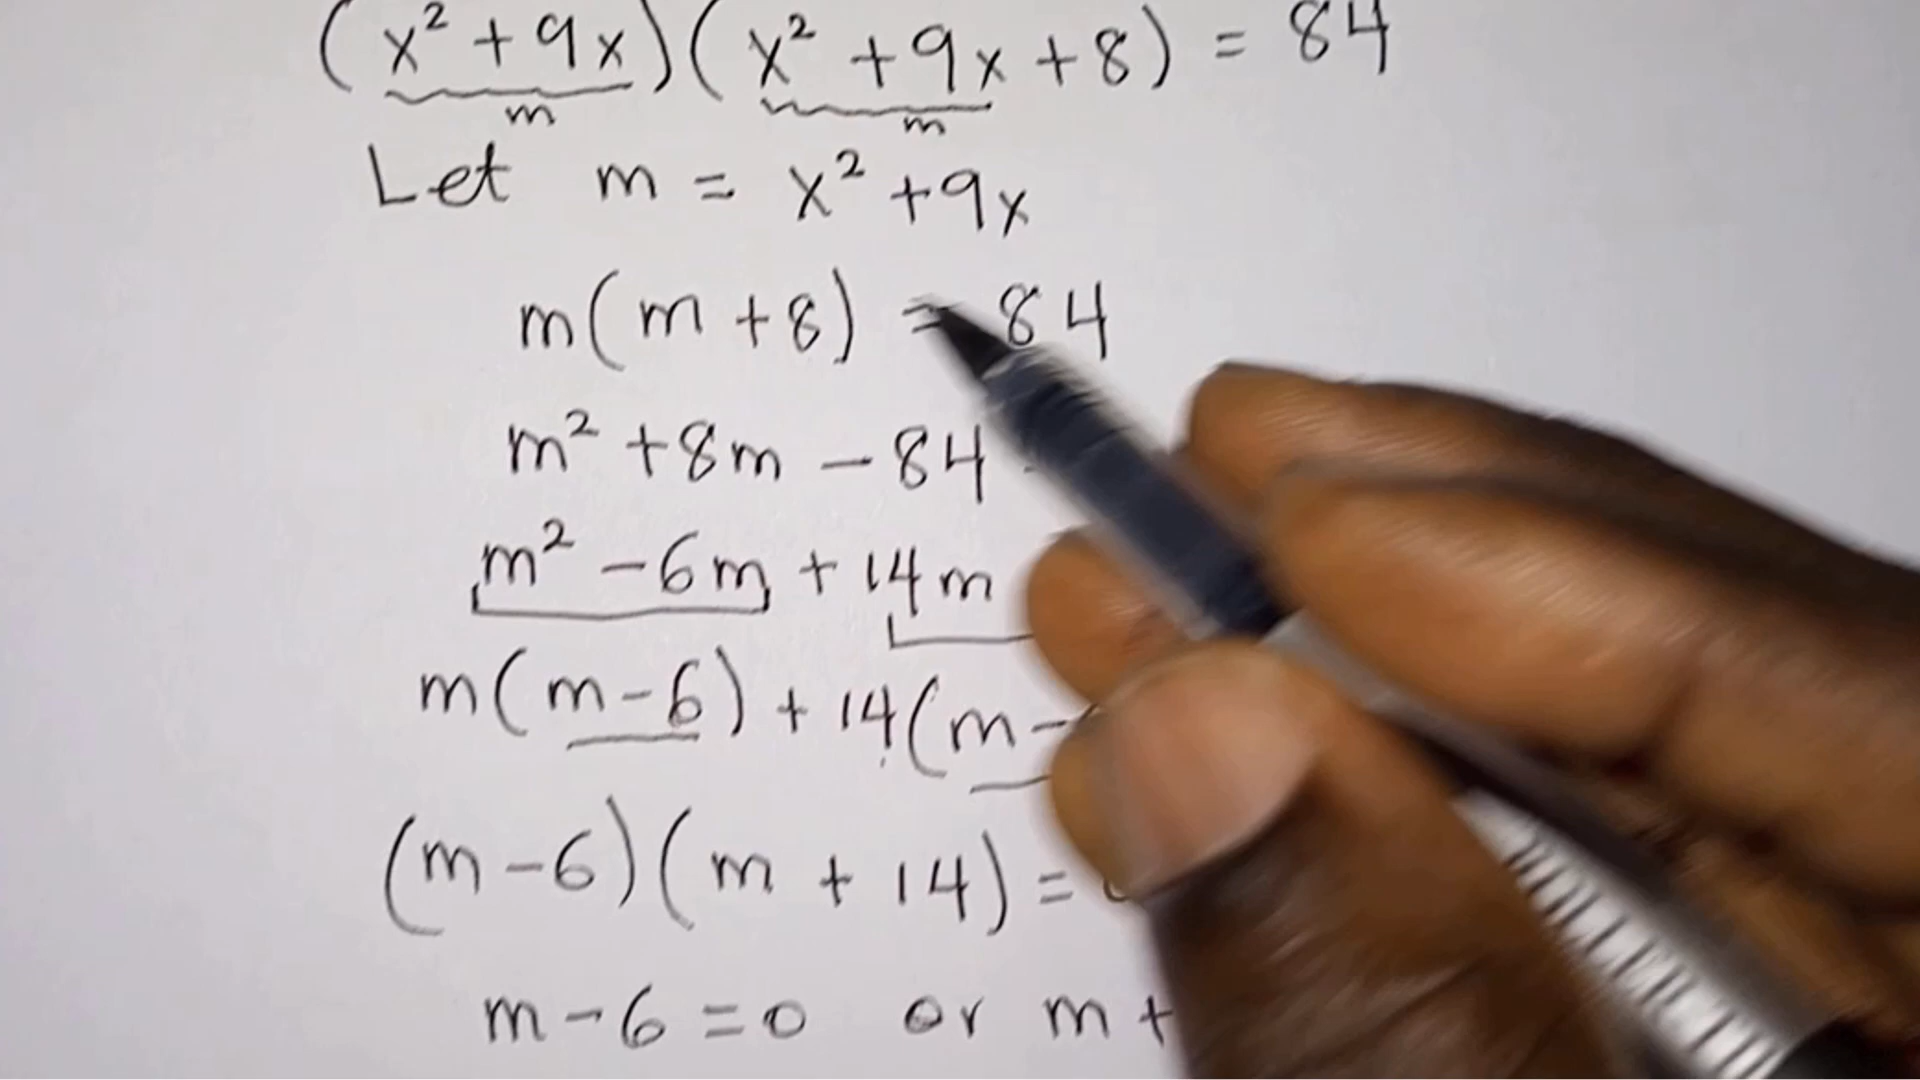 (x² + 9x)(x² + 9x + 8) = 84
m m
Let m = x² + 9x
m(m + 8) = 84
m² + 8m - 84
m² - 6m + 14m
m(m - 6) + 14(m -
(m - 6)(m + 14) =
m - 6 = 0 or m +